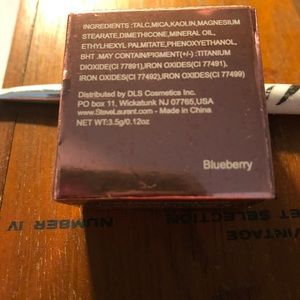 INGREDIENTS :TALC,MICA,KAOLIN,MAGNESIUM
STEARATE,DIMETHICONE,MINERAL OIL,
ETHYLHEXYL PALMITATE,PHENOXYETHANOL,
BHT .MAY CONTAIN/PIGMENT(+/-) :TITANIUM
DIOXIDE(CI 77891),IRON OXIDES(CI 77491),
IRON OXIDES(CI 77492),IRON OXIDES(CI 77499)
Distributed by DLS Cosmetics Inc.
PO box 11, Wickatunk NJ 07765,USA
www.SteveLaurent.com Made in China
NT WT:3.5g/0.12oz
Blueberry
NUMBER IV
VINTAGE
SELECTION